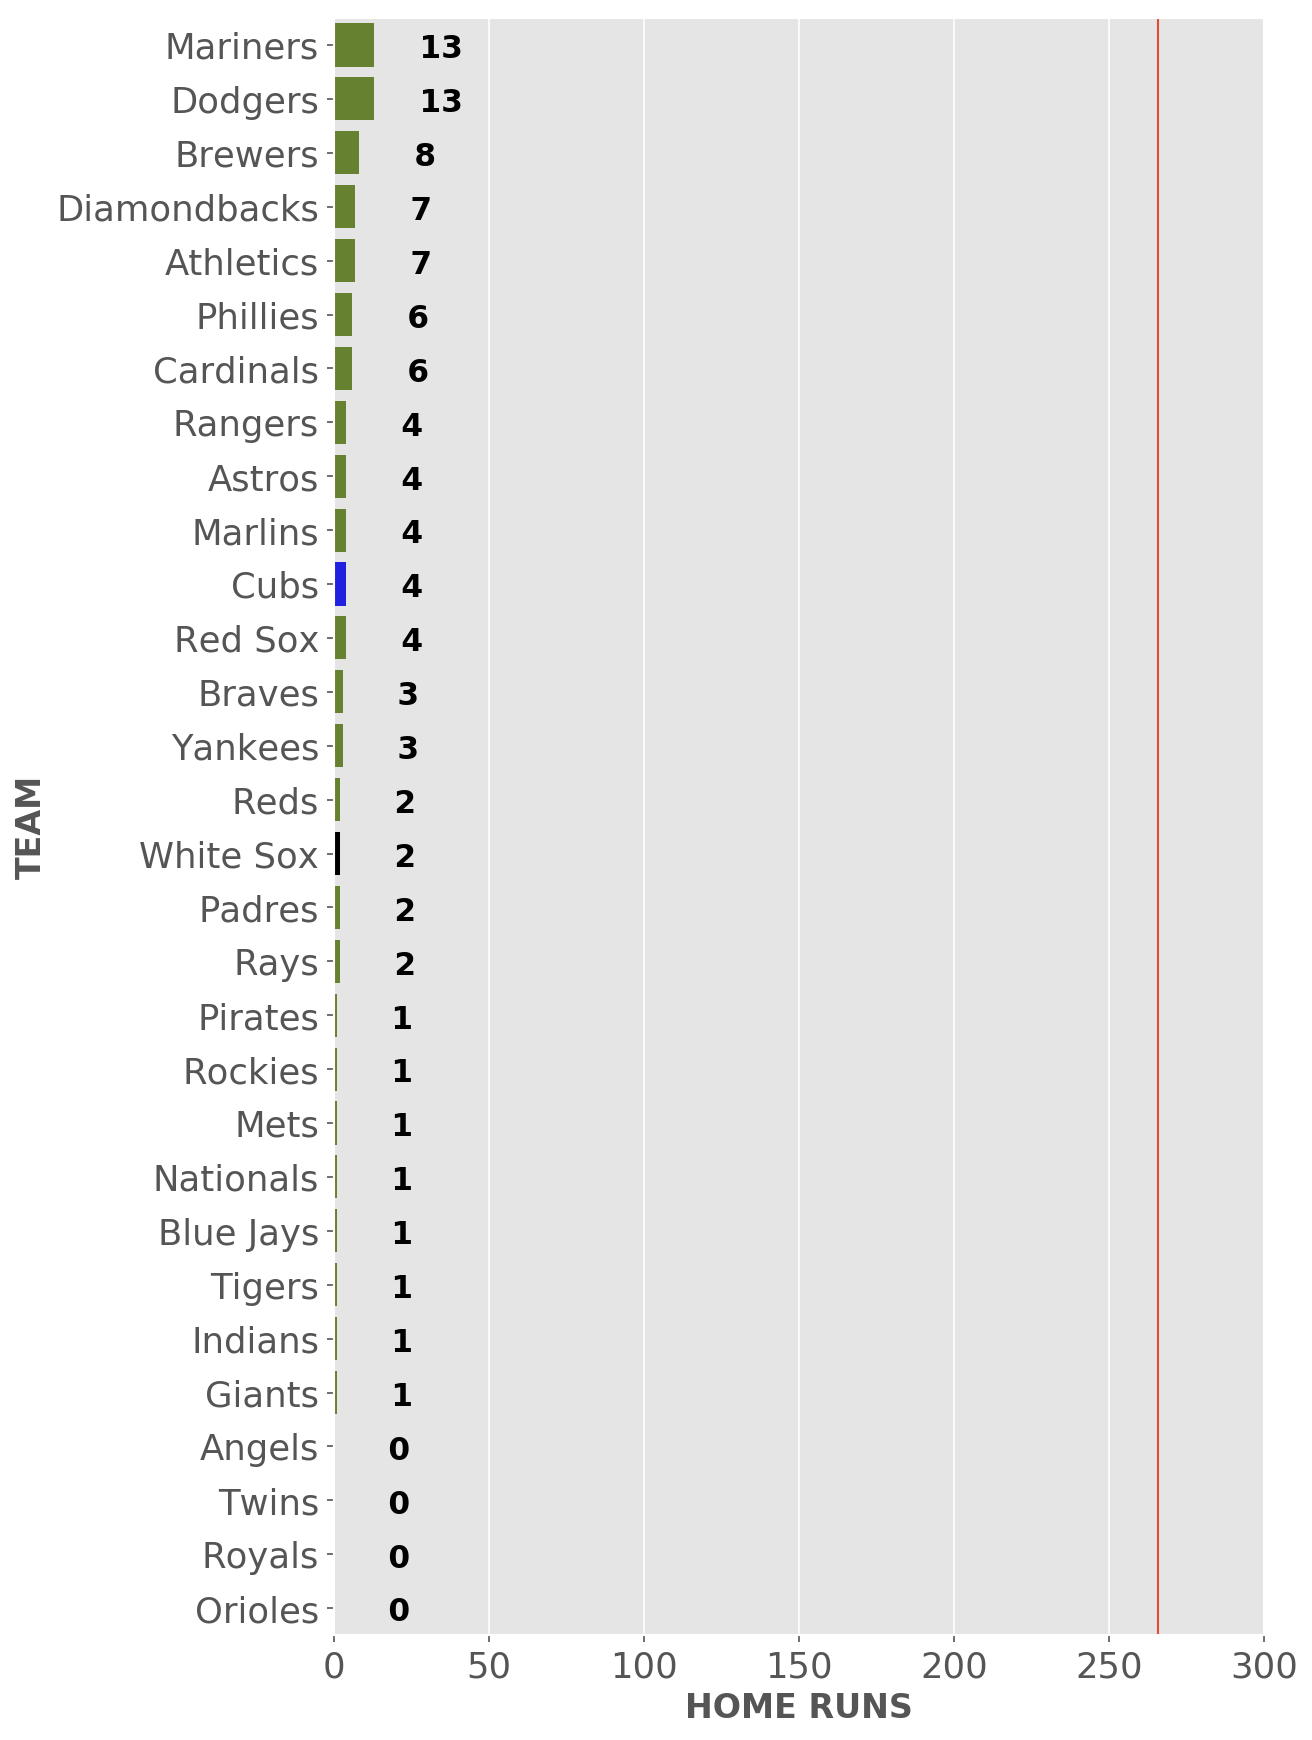 Mariners 13
Dodgers 13
Brewers 8
Diamondbacks 7
Athletics 7
Phillies 6
Cardinals 6
Rangers 4
Astros 4
Marlins 4
Cubs 4
Red Sox 4
Braves 3
Yankees 3
Reds 2
White Sox 2
Padres 2
Rays 2
Pirates 1
Rockies 1
Mets 1
Nationals 1
Blue Jays 1
Tigers 1
Indians 1
Giants 1
Angels 0
Twins 0
Royals 0
Orioles 0
TEAM
0 50 100 150 200 250 300
HOME RUNS